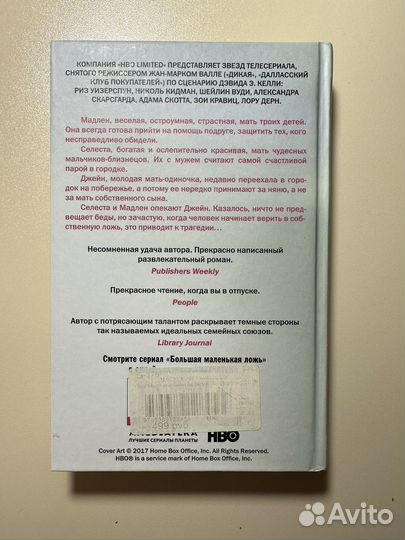 КОМПАНИЯ «HBO LIMITED» ПРЕДСТАВЛЯЕТ ЗВЕЗД ТЕЛЕСЕРИАЛА,
СНЯТОГО РЕЖИССЕРОМ ЖАН-МАРКОМ ВАЛЛЕ («ДИКАЯ», «ДАЛЛАССКИЙ
КЛУБ ПОКУПАТЕЛЕЙ») ПО СЦЕНАРИЮ ДЭВИДА Э. КЕЛЛИ:
РИЗ УИЗЕРСПУН, НИКОЛЬ КИДМАН, ШЕЙЛИН ВУДИ, АЛЕКСАНДРА
СКАРСГАРДА, АДАМА СКОТТА, ЗОИ КРАВИЦ, ЛОРУ ДЕРН.
Мадлен, веселая, остроумная, страстная, мать троих детей.
Она всегда готова прийти на помощь подруге, защитить тех, кого
несправедливо обидели.
Селеста, богатая и ослепительно красивая, мать чудесных
мальчиков-близнецов. Их с мужем считают самой счастливой
парой в городке.
Джейн, молодая мать-одиночка, недавно переехала в горо-
док на побережье, а потому ее нередко принимают за няню, а не
за мать собственного сына.
Селеста и Мадлен опекают Джейн. Казалось, ничто не пред-
вещает беды, но зачастую, когда человек начинает верить в соб-
ственную ложь, это приводит к трагедии…
Несомненная удача автора. Прекрасно написанный
развлекательный роман.
Publishers Weekly
Прекрасное чтение, когда вы в отпуске.
People
Автор с потрясающим талантом раскрывает темные стороны
так называемых идеальных семейных союзов.
Library Journal
Смотрите сериал «Большая маленькая ложь»
499 руб
ЛУЧШИЕ СЕРИАЛЫ ПЛАНЕТЫ HBO
Cover Art © 2017 Home Box Office, Inc. All Rights Reserved.
HBO® is a service mark of Home Box Office, Inc.
Avito